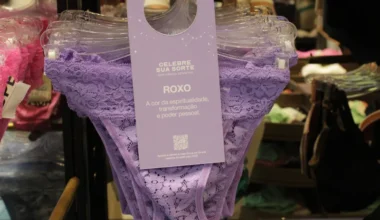 CELEBRE
SUA SORTE
ROXO
A cor da espiritualidade,
transformação
e poder pessoal.